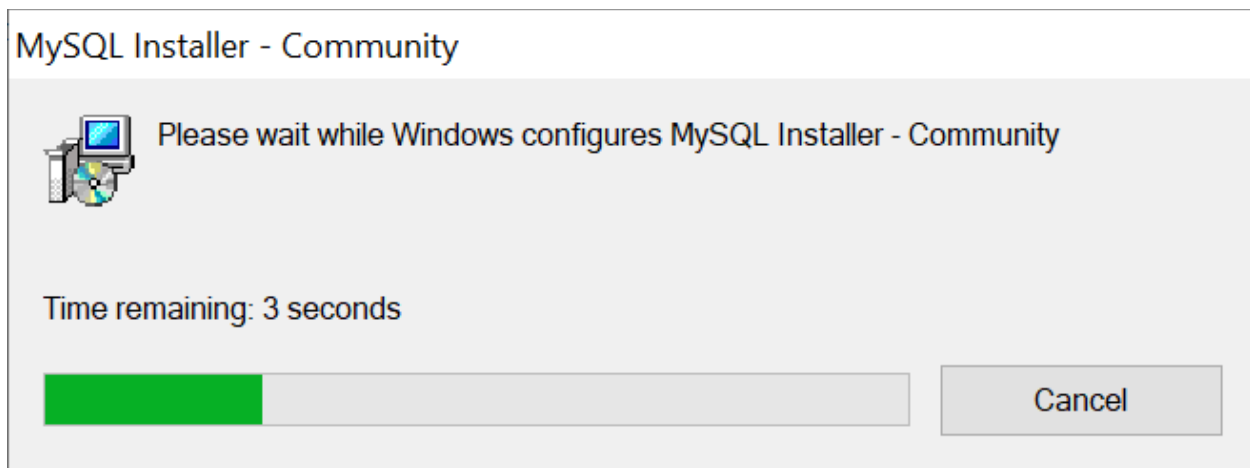 MySQL Installer - Community
Please wait while Windows configures MySQL Installer - Community
Time remaining: 3 seconds
Cancel